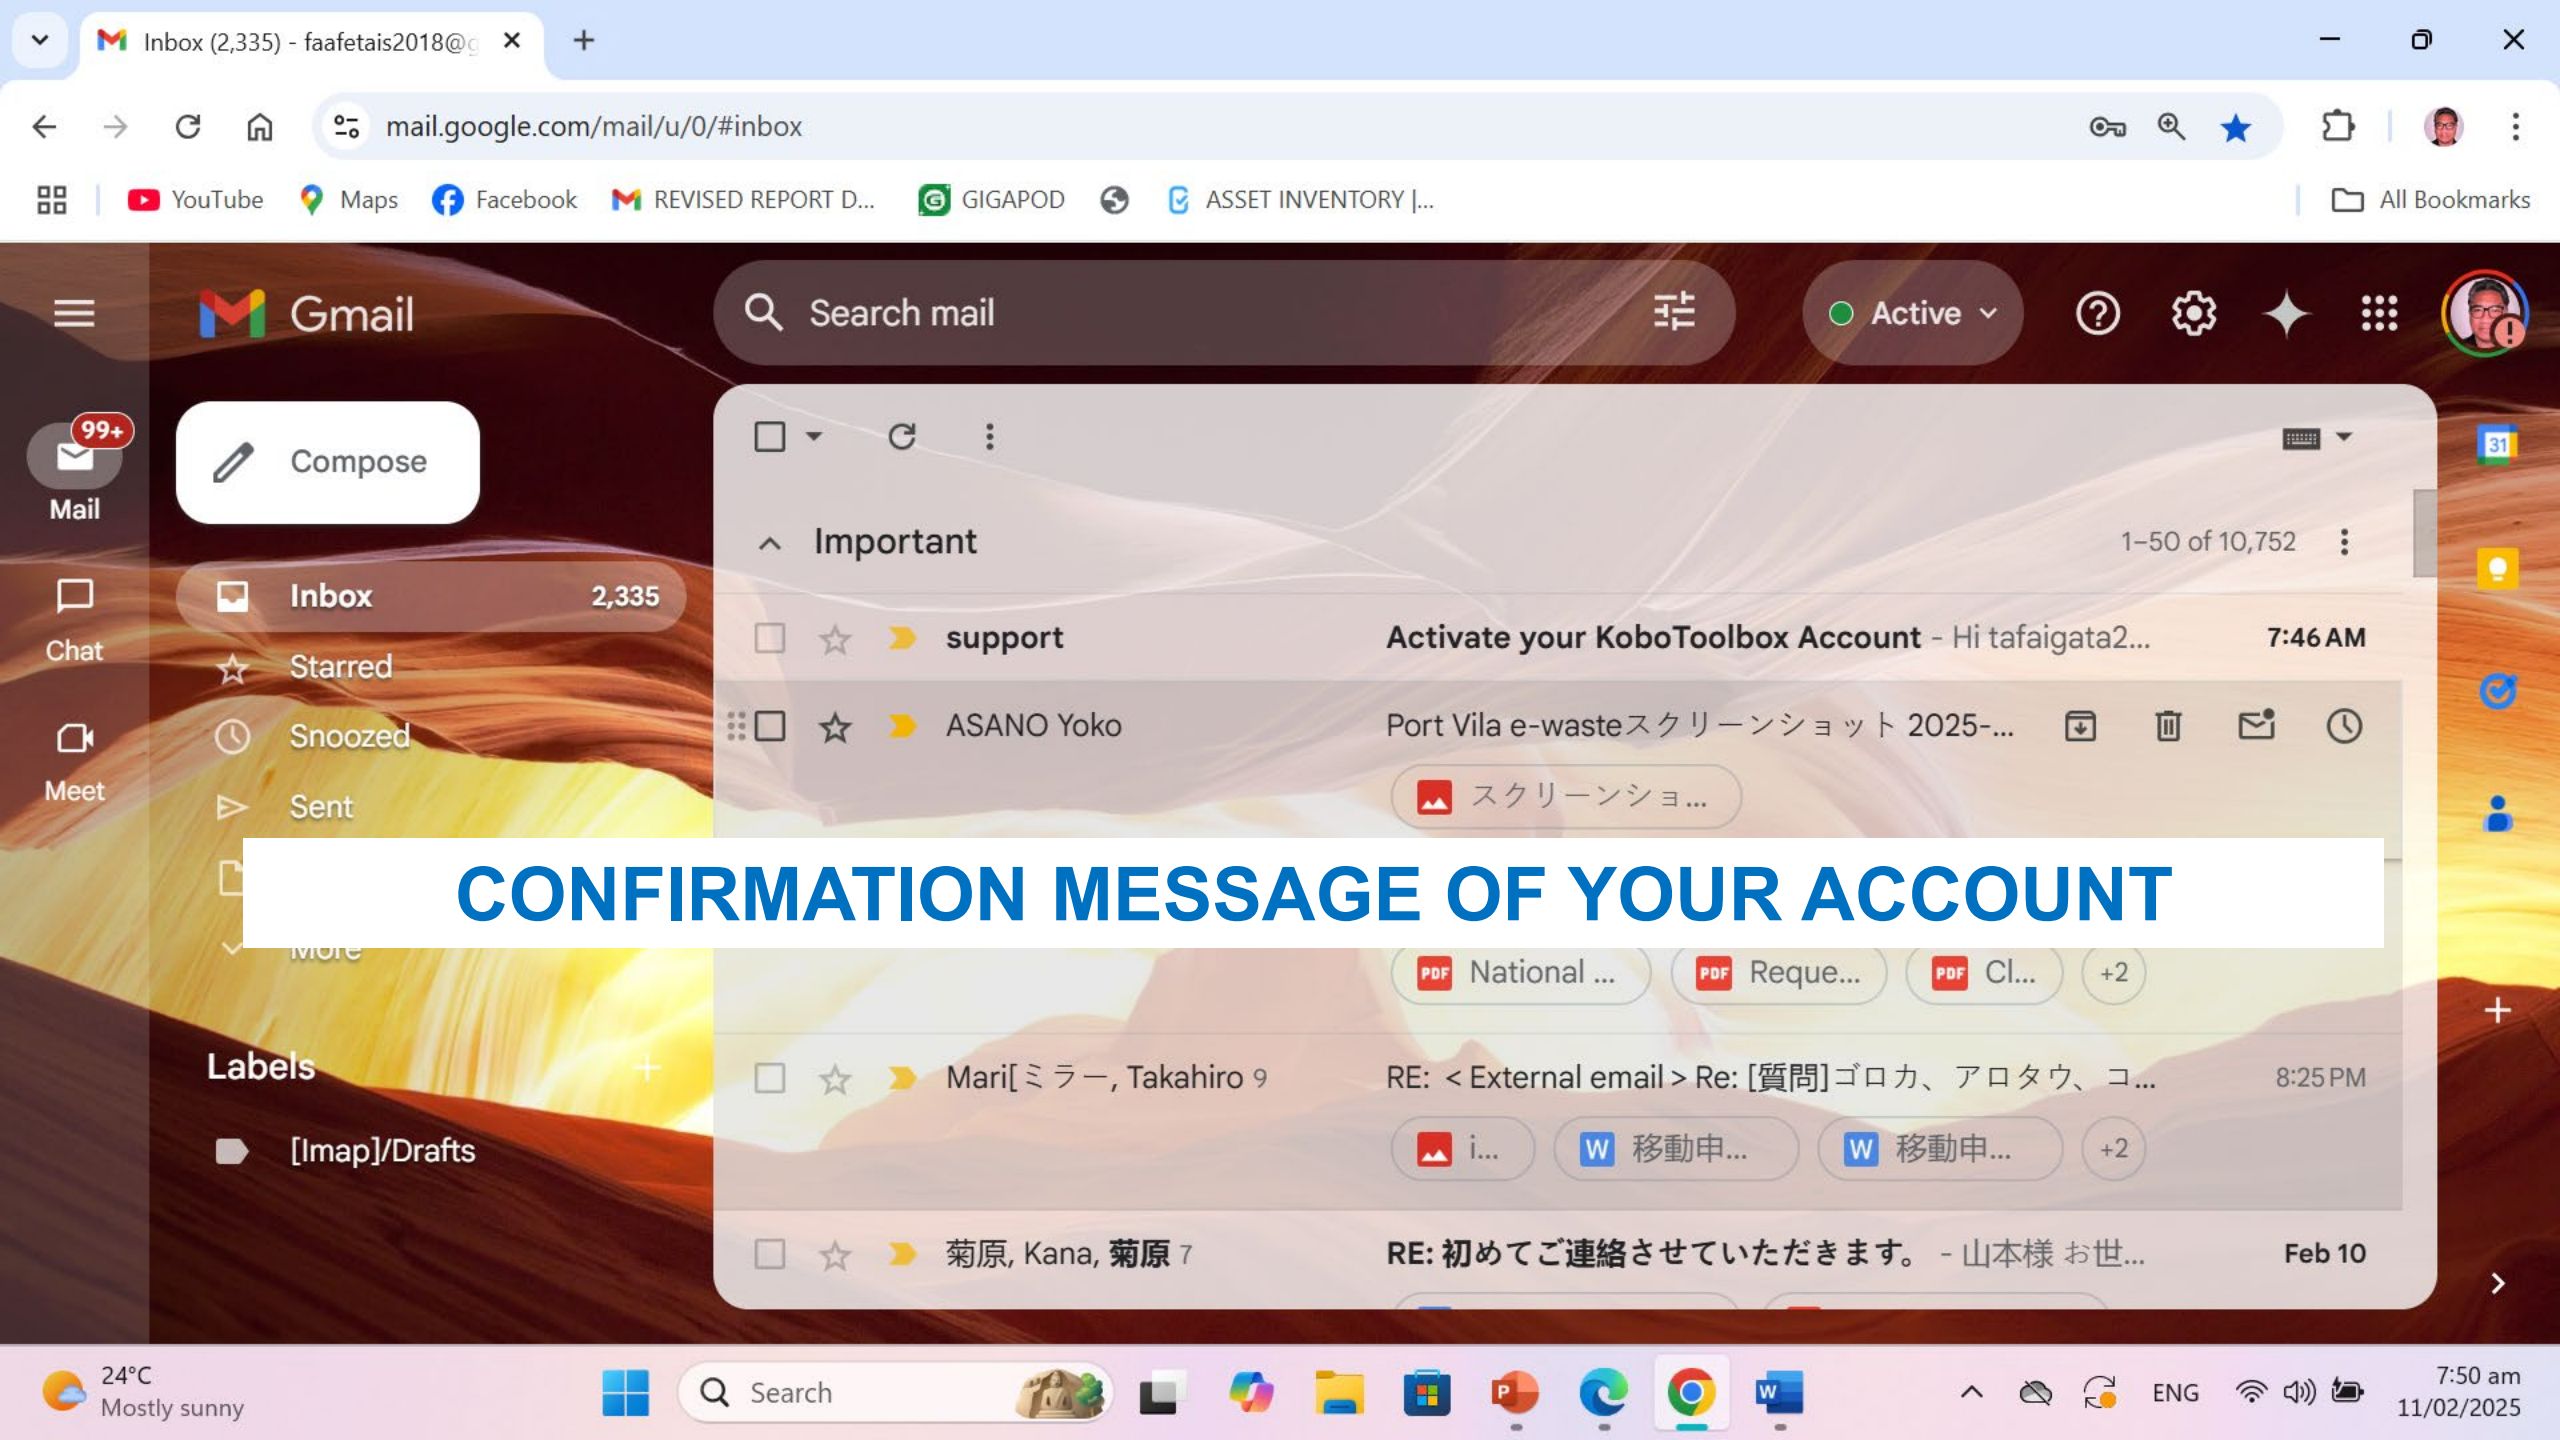 Inbox (2,335) - faafetais2018@g
mail.google.com/mail/u/0/#inbox
YouTube Maps Facebook REVISED REPORT D... GIGAPOD ASSET INVENTORY |... All Bookmarks
Gmail Search mail Active
99+ Compose
Mail
Important 1–50 of 10,752
Inbox 2,335
Chat
support Activate your KoboToolbox Account - Hi tafaigata2... 7:46 AM
Starred
ASANO Yoko Port Vila e-wasteスクリーンショット 2025-...
31
Snoozed
Meet
スクリーンショ...
Sent
CONFIRMATION MESSAGE OF YOUR ACCOUNT
More
PDF National ... PDF Reque... PDF Cl... +2
Labels
Mari[ミラー, Takahiro 9 RE: <External email> Re: [質問]ゴロカ、アロタウ、コ... 8:25 PM
i... W 移動申... W 移動申... +2
[Imap]/Drafts
菊原, Kana, 菊原 7 RE: 初めてご連絡させていただきます。 - 山本様 お世... Feb 10
24°C
Mostly sunny
Search
ENG
7:50 am
11/02/2025